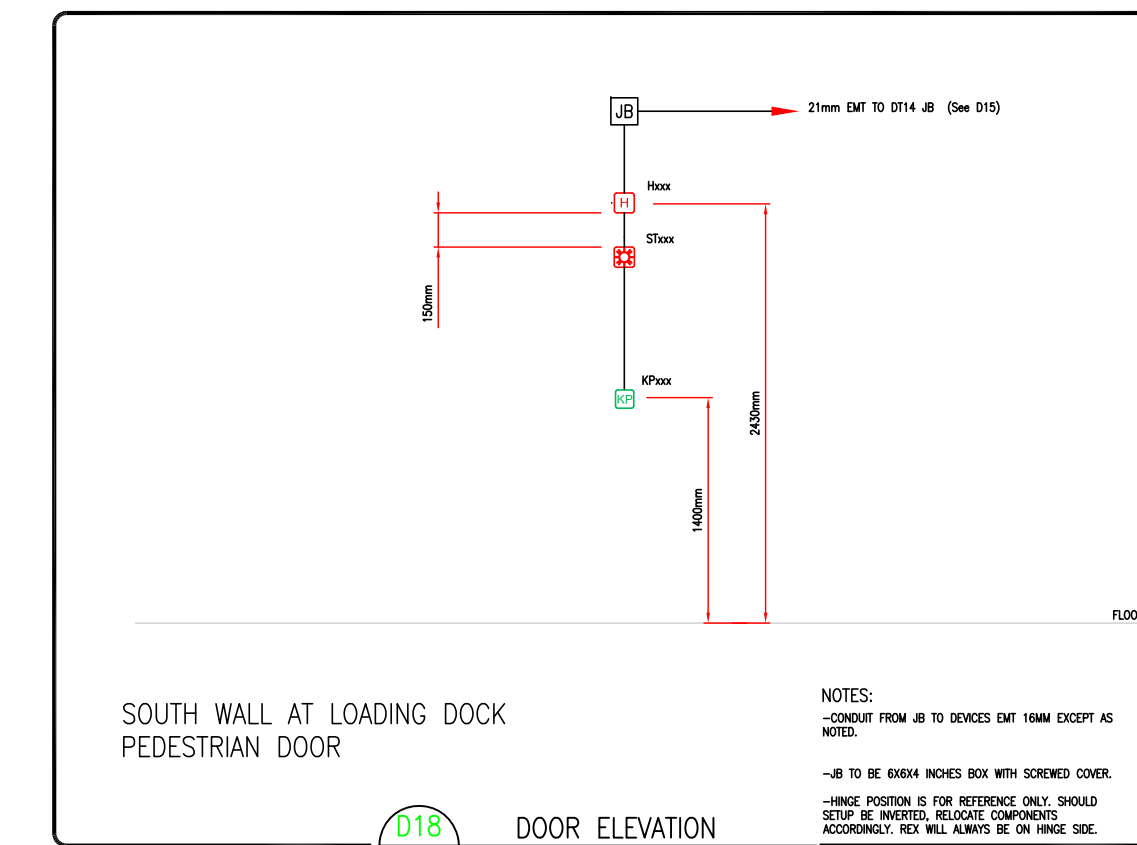 JB
21mm EMT TO DT14 JB (See D15)
Hxxx
H
STxxx
150mm
KPxxx
KP
2430mm
1400mm
FLOO
SOUTH WALL AT LOADING DOCK
PEDESTRIAN DOOR
NOTES:
-CONDUIT FROM JB TO DEVICES EMT 16MM EXCEPT AS
NOTED.
-JB TO BE 6X6X4 INCHES BOX WITH SCREWED COVER.
-HINGE POSITION IS FOR REFERENCE ONLY. SHOULD
SETUP BE INVERTED, RELOCATE COMPONENTS
ACCORDINGLY. REX WILL ALWAYS BE ON HINGE SIDE.
D18
DOOR ELEVATION